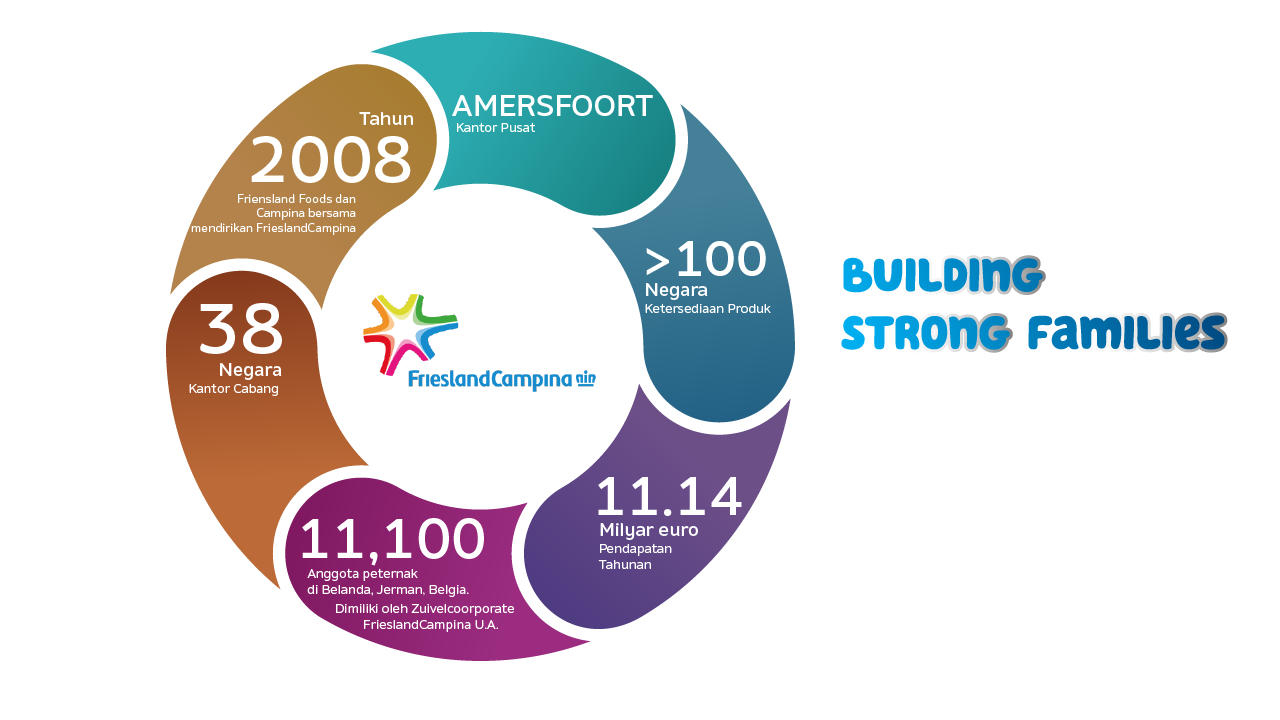 AMERSFOORT
Kantor Pusat
>100
Negara
Ketersediaan Produk
11.14
Milyar euro
Pendapatan
Tahunan
11,100
Anggota peternak
di Belanda, Jerman, Belgia.
Dimiliki oleh Zuivelcoorporate
FrieslandCampina U.A.
38
Negara
Kantor Cabang
Tahun
2008
Friensland Foods dan
Campina bersama
mendirikan FrieslandCampina
FrieslandCampina
BUILDING
STRONG FAMILIES